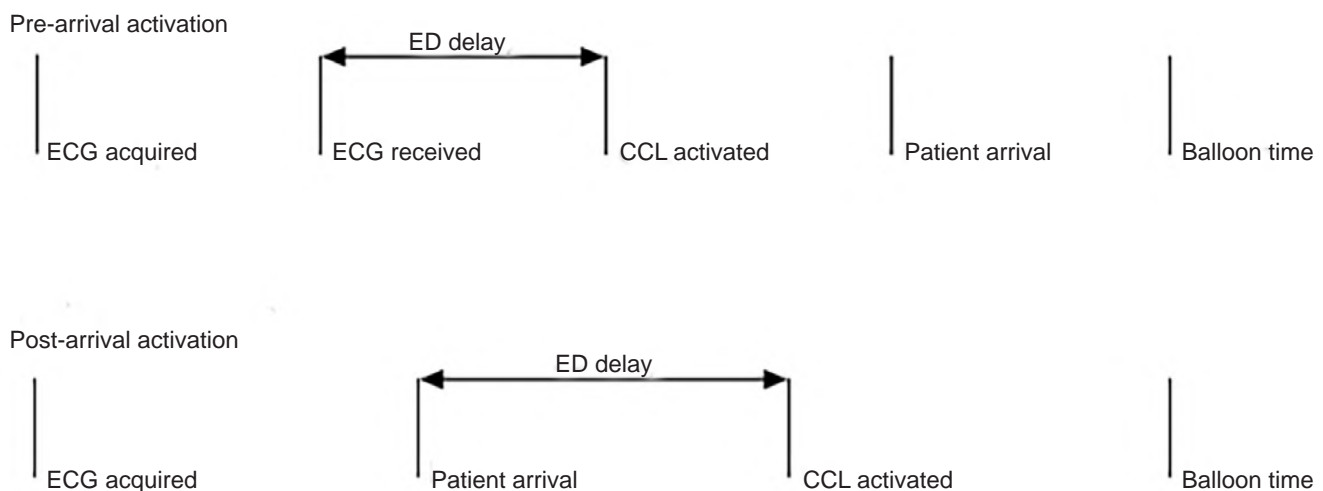 Pre-arrival activation
ED delay
ECG acquired ECG received CCL activated Patient arrival Balloon time
Post-arrival activation
ED delay
ECG acquired Patient arrival CCL activated Balloon time